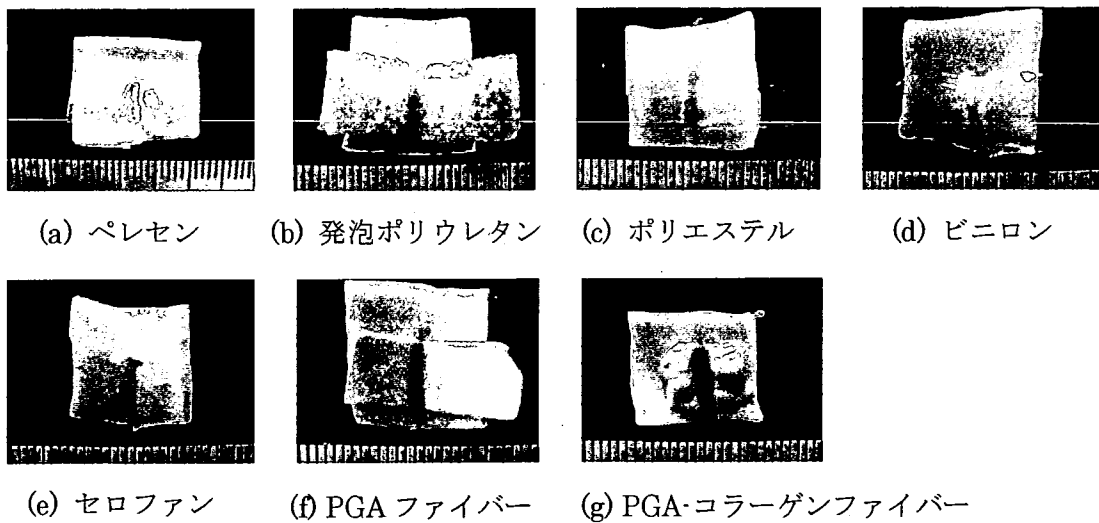 (a) ペレセン
(b) 発泡ポリウレタン
(c) ポリエステル
(d) ビニロン
(e) セロファン
(f) PGA ファイバー
(g) PGA-コラーゲンファイバー